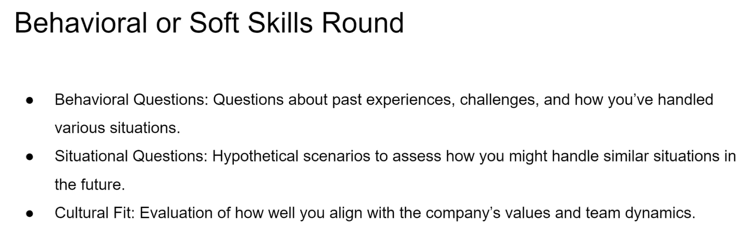 Behavioral or Soft Skills Round
● Behavioral Questions: Questions about past experiences, challenges, and how you’ve handled
various situations.
● Situational Questions: Hypothetical scenarios to assess how you might handle similar situations in
the future.
● Cultural Fit: Evaluation of how well you align with the company’s values and team dynamics.